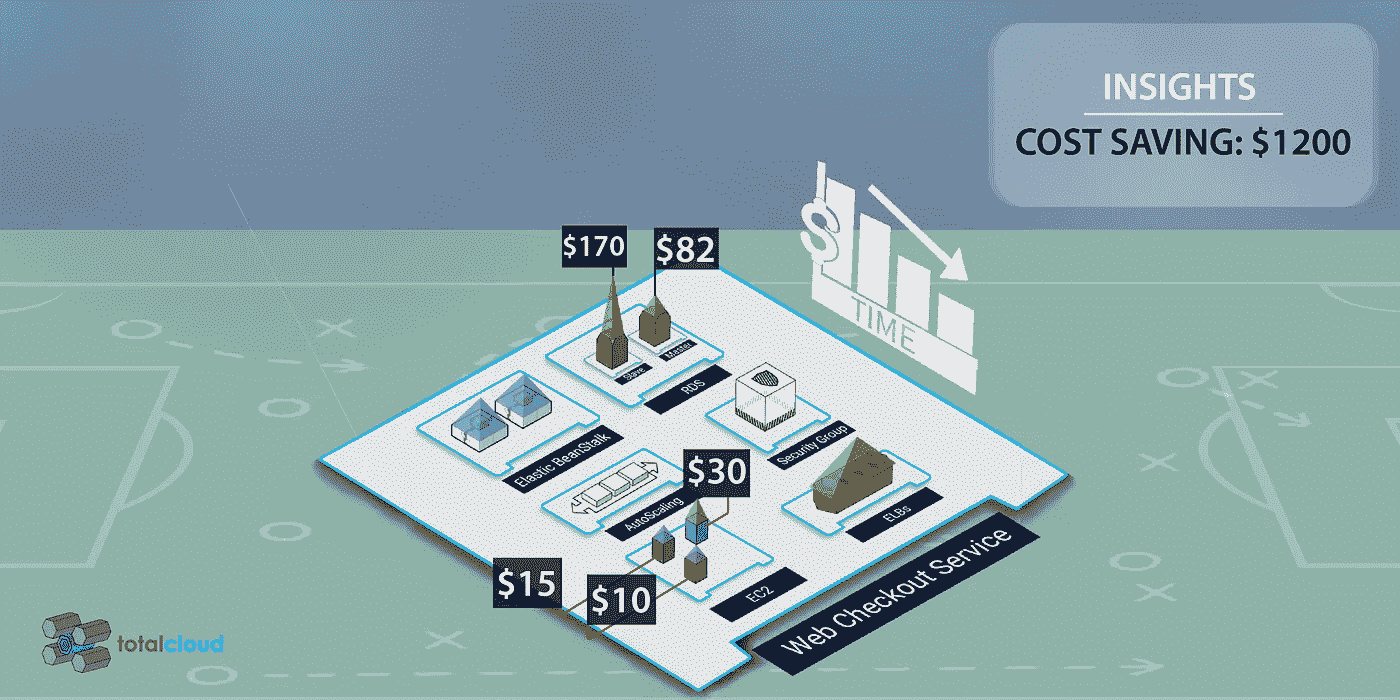 INSIGHTS
COST SAVING: $1200
$170
$82
$
TIME
Slave
Master
RDS
Elastic BeanStalk
Security Group
$30
AutoScaling
ELBs
$15
$10
EC2
Web Checkout Service
totalcloud